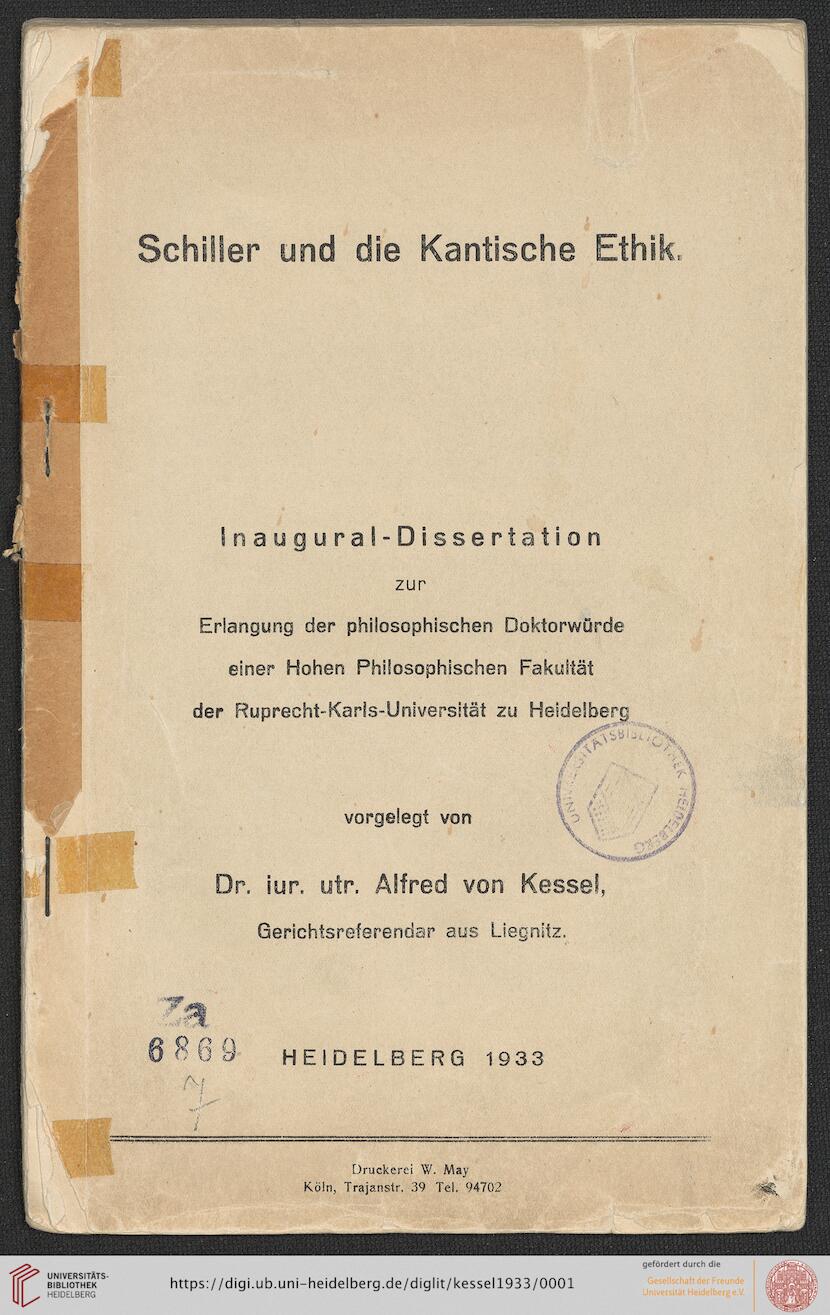 Schiller und die Kantische Ethik.
Inaugural-Dissertation
zur
Erlangung der philosophischen Doktorwürde
einer Hohen Philosophischen Fakultät
der Ruprecht-Karls-Universität zu Heidelberg
UNIVERSITÄTSBIBLIOTHEK HEIDELBERG
vorgelegt von
Dr. iur. utr. Alfred von Kessel,
Gerichtsreferendar aus Liegnitz.
Za
6869
7
HEIDELBERG 1933
Druckerei W. May
Köln, Trajanstr. 39 Tel. 94702
UNIVERSITÄTS-
BIBLIOTHEK
HEIDELBERG
https://digi.ub.uni-heidelberg.de/diglit/kessel1933/0001
gefördert durch die
Gesellschaft der Freunde
Universität Heidelberg e.V.